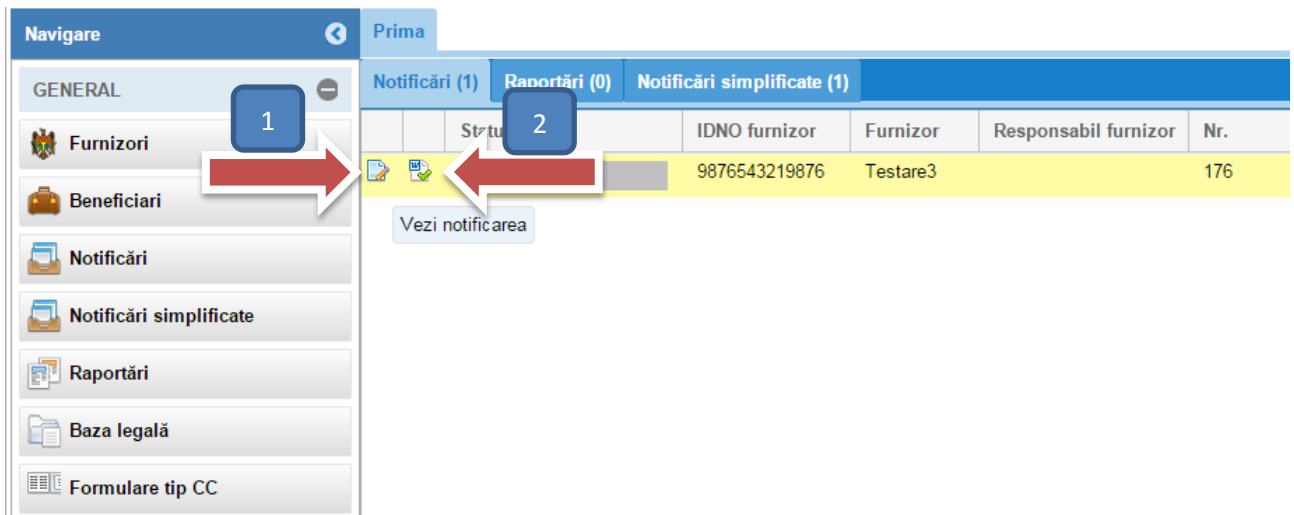 Navigare
Prima
GENERAL
Notificări (1) Raportări (0) Notificări simplificate (1)
1
2
IDNO furnizor Furnizor Responsabil furnizor Nr.
Furnizori
9876543219876 Testare3 176
Beneficiari
Vezi notificarea
Notificări
Notificări simplificate
Raportări
Baza legală
Formulare tip CC